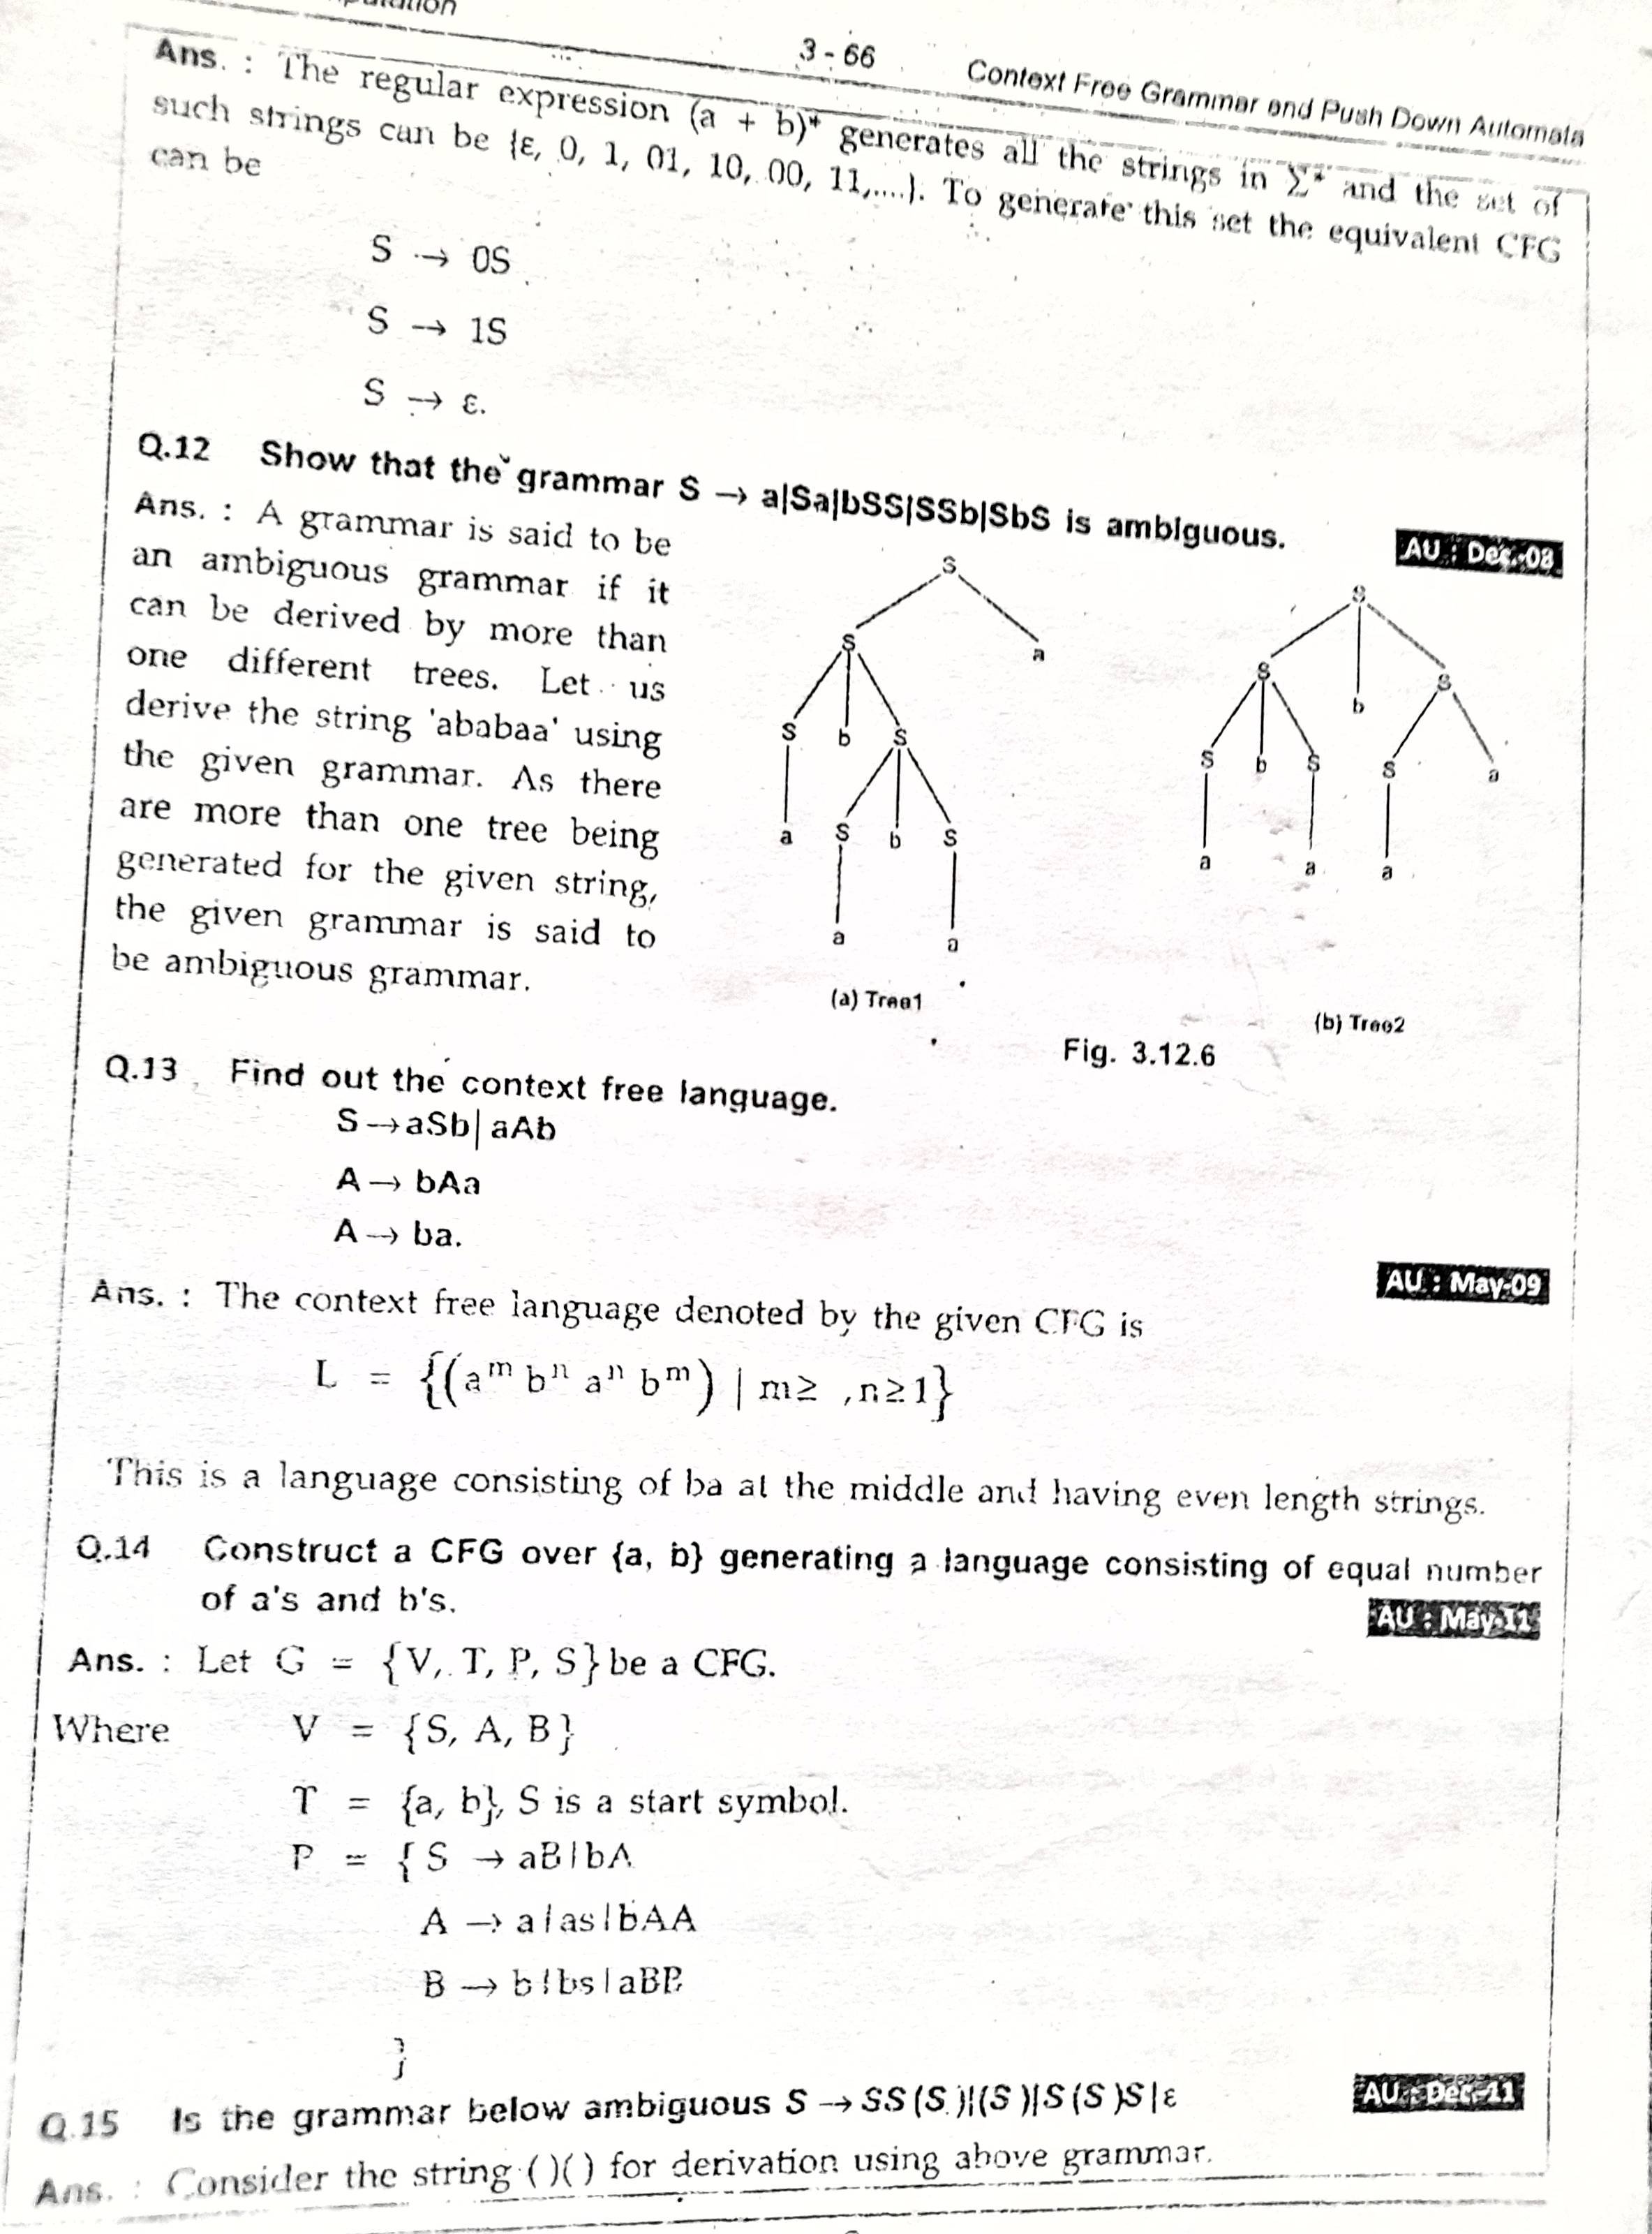 3 - 66 Context Free Grammar and Push Down Automata
Ans. : The regular expression (a + b)* generates all the strings in Σ* and the set of
such strings can be {ε, 0, 1, 01, 10, 00, 11,....}. To generate this set the equivalent CFG
can be
S → 0S
S → 1S
S → ε.
Q.12 Show that the grammar S → a|Sa|bSS|SSb|SbS is ambiguous.
AU : Dec.-08
Ans. : A grammar is said to be
an ambiguous grammar if it
can be derived by more than
one different trees. Let us
derive the string 'ababaa' using
the given grammar. As there
are more than one tree being
generated for the given string,
the given grammar is said to
be ambiguous grammar.
S
S a
S b S
a S b S
a a
(a) Tree1
S
S b S
S b S S a
a a a
(b) Tree2
Fig. 3.12.6
Q.13 Find out the context free language.
S → aSb| aAb
A → bAa
A → ba.
AU : May-09
Ans. : The context free language denoted by the given CFG is
L = {(a^m b^n a^n b^m) | m≥ ,n≥1}
This is a language consisting of ba at the middle and having even length strings.
Q.14 Construct a CFG over {a, b} generating a language consisting of equal number
of a's and b's.
AU : May-11
Ans. : Let G = {V, T, P, S} be a CFG.
Where V = {S, A, B}
T = {a, b}, S is a start symbol.
P = {S → aB|bA
A → a|as|bAA
B → b|bs|aBB
}
Q.15 Is the grammar below ambiguous S → SS(S)|(S)|S(S)S|ε
AU : Dec.-11
Ans. : Consider the string ()() for derivation using above grammar.